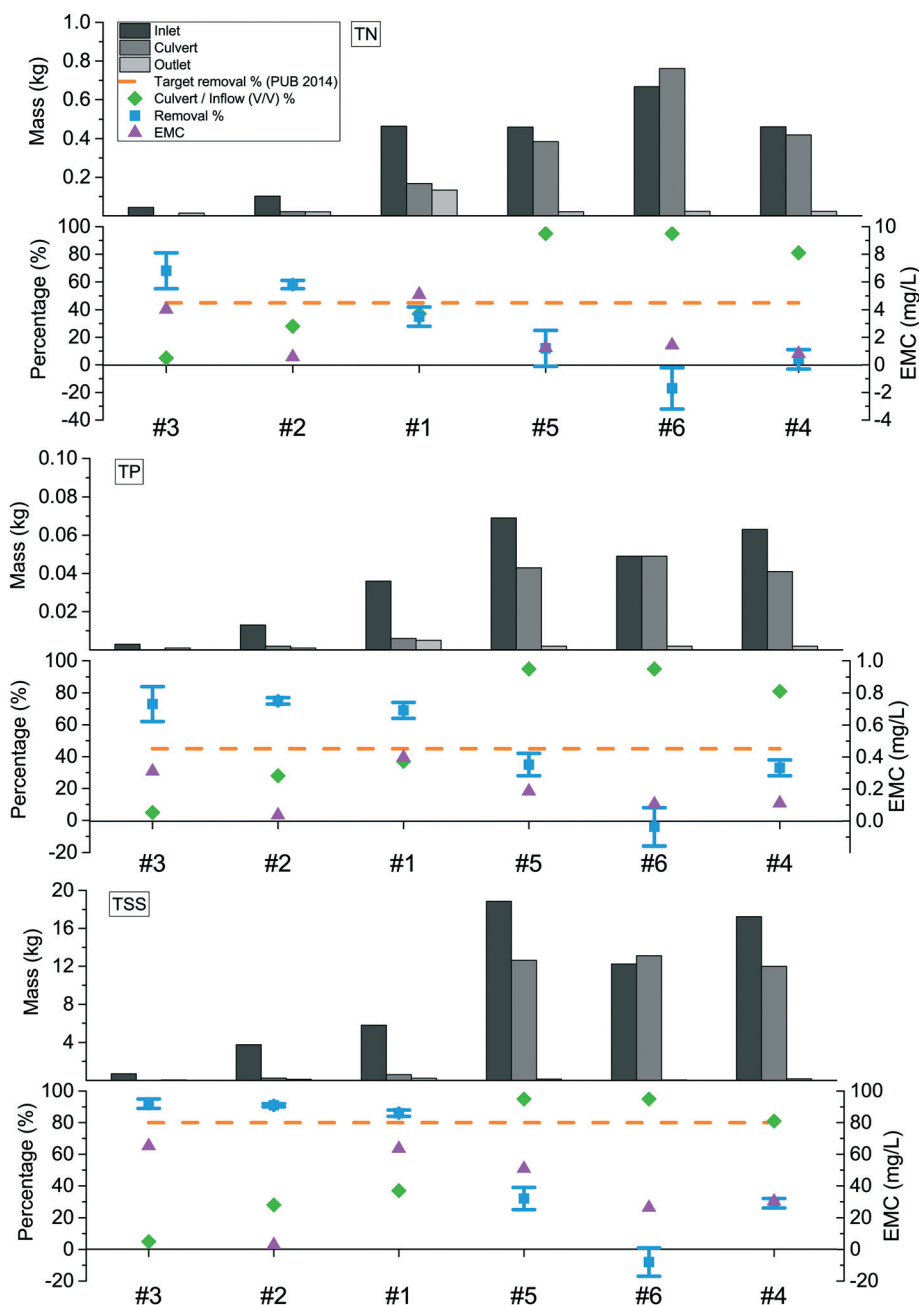 TN
Inlet
Culvert
Outlet
Target removal % (PUB 2014)
Culvert / Inflow (V/V) %
Removal %
EMC
Mass (kg)
1.0
0.8
0.6
0.4
0.2
Percentage (%)
100
80
60
40
20
0
-20
-40
EMC (mg/L)
10
8
6
4
2
0
-2
-4
#3 #2 #1 #5 #6 #4
TP
Mass (kg)
0.10
0.08
0.06
0.04
0.02
Percentage (%)
100
80
60
40
20
0
-20
EMC (mg/L)
1.0
0.8
0.6
0.4
0.2
0.0
#3 #2 #1 #5 #6 #4
TSS
Mass (kg)
20
16
12
8
4
Percentage (%)
100
80
60
40
20
0
-20
EMC (mg/L)
100
80
60
40
20
0
-20
#3 #2 #1 #5 #6 #4